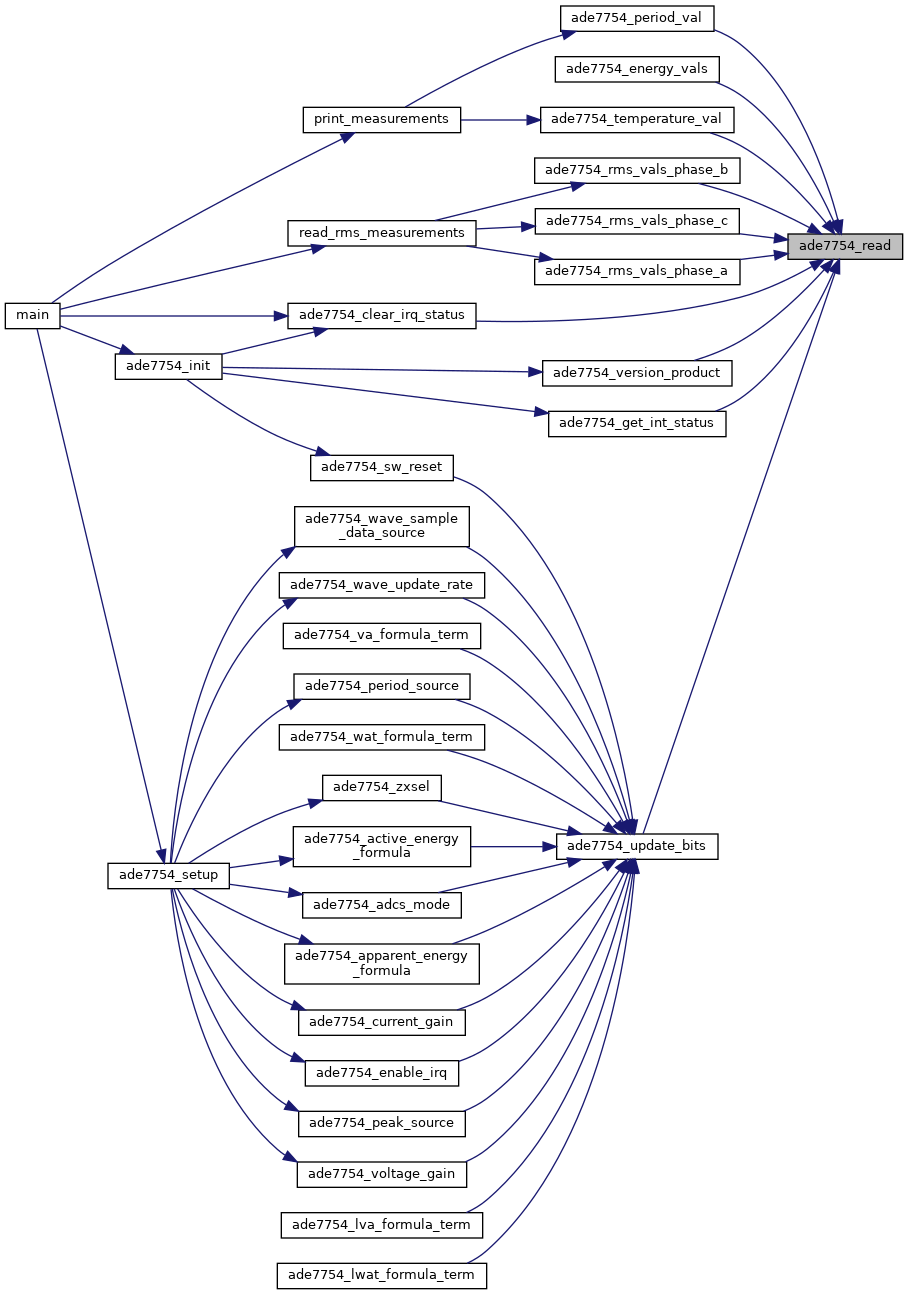 ade7754_period_val
ade7754_energy_vals
print_measurements
ade7754_temperature_val
ade7754_rms_vals_phase_b
ade7754_rms_vals_phase_c
read_rms_measurements
ade7754_read
ade7754_rms_vals_phase_a
main
ade7754_clear_irq_status
ade7754_init
ade7754_version_product
ade7754_get_int_status
ade7754_sw_reset
ade7754_wave_sample
_data_source
ade7754_wave_update_rate
ade7754_va_formula_term
ade7754_period_source
ade7754_wat_formula_term
ade7754_zxsel
ade7754_active_energy
_formula
ade7754_update_bits
ade7754_setup
ade7754_adcs_mode
ade7754_apparent_energy
_formula
ade7754_current_gain
ade7754_enable_irq
ade7754_peak_source
ade7754_voltage_gain
ade7754_lva_formula_term
ade7754_lwat_formula_term